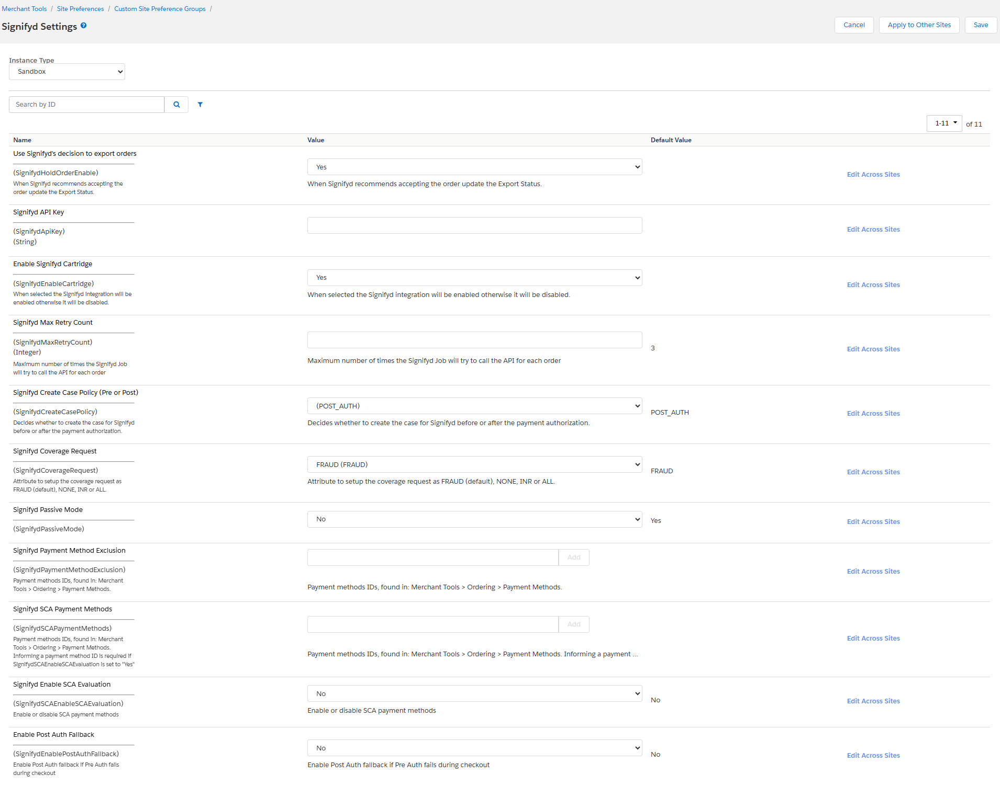 Merchant Tools / Site Preferences / Custom Site Preference Groups /
Signifyd Settings ?
Cancel
Apply to Other Sites
Save
Instance Type
Sandbox
Search by ID
1-11 of 11
Name Value Default Value
Use Signifyd's decision to export orders
(SignifydHoldOrderEnable)
When Signifyd recommends accepting the
order update the Export Status.
Yes
When Signifyd recommends accepting the order update the Export Status.
Edit Across Sites
Signifyd API Key
(SignifydApiKey)
(String)
Edit Across Sites
Enable Signifyd Cartridge
(SignifydEnableCartridge)
When selected the Signifyd integration will be
enabled otherwise it will be disabled.
Yes
When selected the Signifyd integration will be enabled otherwise it will be disabled.
Edit Across Sites
Signifyd Max Retry Count
(SignifydMaxRetryCount)
(Integer)
Maximum number of times the Signifyd Job
will try to call the API for each order
Maximum number of times the Signifyd Job will try to call the API for each order
3
Edit Across Sites
Signifyd Create Case Policy (Pre or Post)
(SignifydCreateCasePolicy)
Decides whether to create the case for Signifyd
before or after the payment authorization.
(POST_AUTH)
Decides whether to create the case for Signifyd before or after the payment authorization.
POST_AUTH
Edit Across Sites
Signifyd Coverage Request
(SignifydCoverageRequest)
Attribute to setup the coverage request as
FRAUD (default), NONE, INR or ALL.
FRAUD (FRAUD)
Attribute to setup the coverage request as FRAUD (default), NONE, INR or ALL.
FRAUD
Edit Across Sites
Signifyd Passive Mode
(SignifydPassiveMode)
No
Yes
Edit Across Sites
Signifyd Payment Method Exclusion
(SignifydPaymentMethodExclusion)
Payment methods IDs, found in: Merchant
Tools > Ordering > Payment Methods.
Add
Payment methods IDs, found in: Merchant Tools > Ordering > Payment Methods.
Edit Across Sites
Signifyd SCA Payment Methods
(SignifydSCAPaymentMethods)
Payment methods IDs, found in: Merchant
Tools > Ordering > Payment Methods.
Informing a payment method ID is required if
SignifydSCAEnableSCAEvaluation is set to "Yes"
Add
Payment methods IDs, found in: Merchant Tools > Ordering > Payment Methods. Informing a payment ...
Edit Across Sites
Signifyd Enable SCA Evaluation
(SignifydSCAEnableSCAEvaluation)
Enable or disable SCA payment methods
No
Enable or disable SCA payment methods
No
Edit Across Sites
Enable Post Auth Fallback
(SignifydEnablePostAuthFallback)
Enable Post Auth fallback if Pre Auth fails
during checkout
No
Enable Post Auth fallback if Pre Auth fails during checkout
No
Edit Across Sites